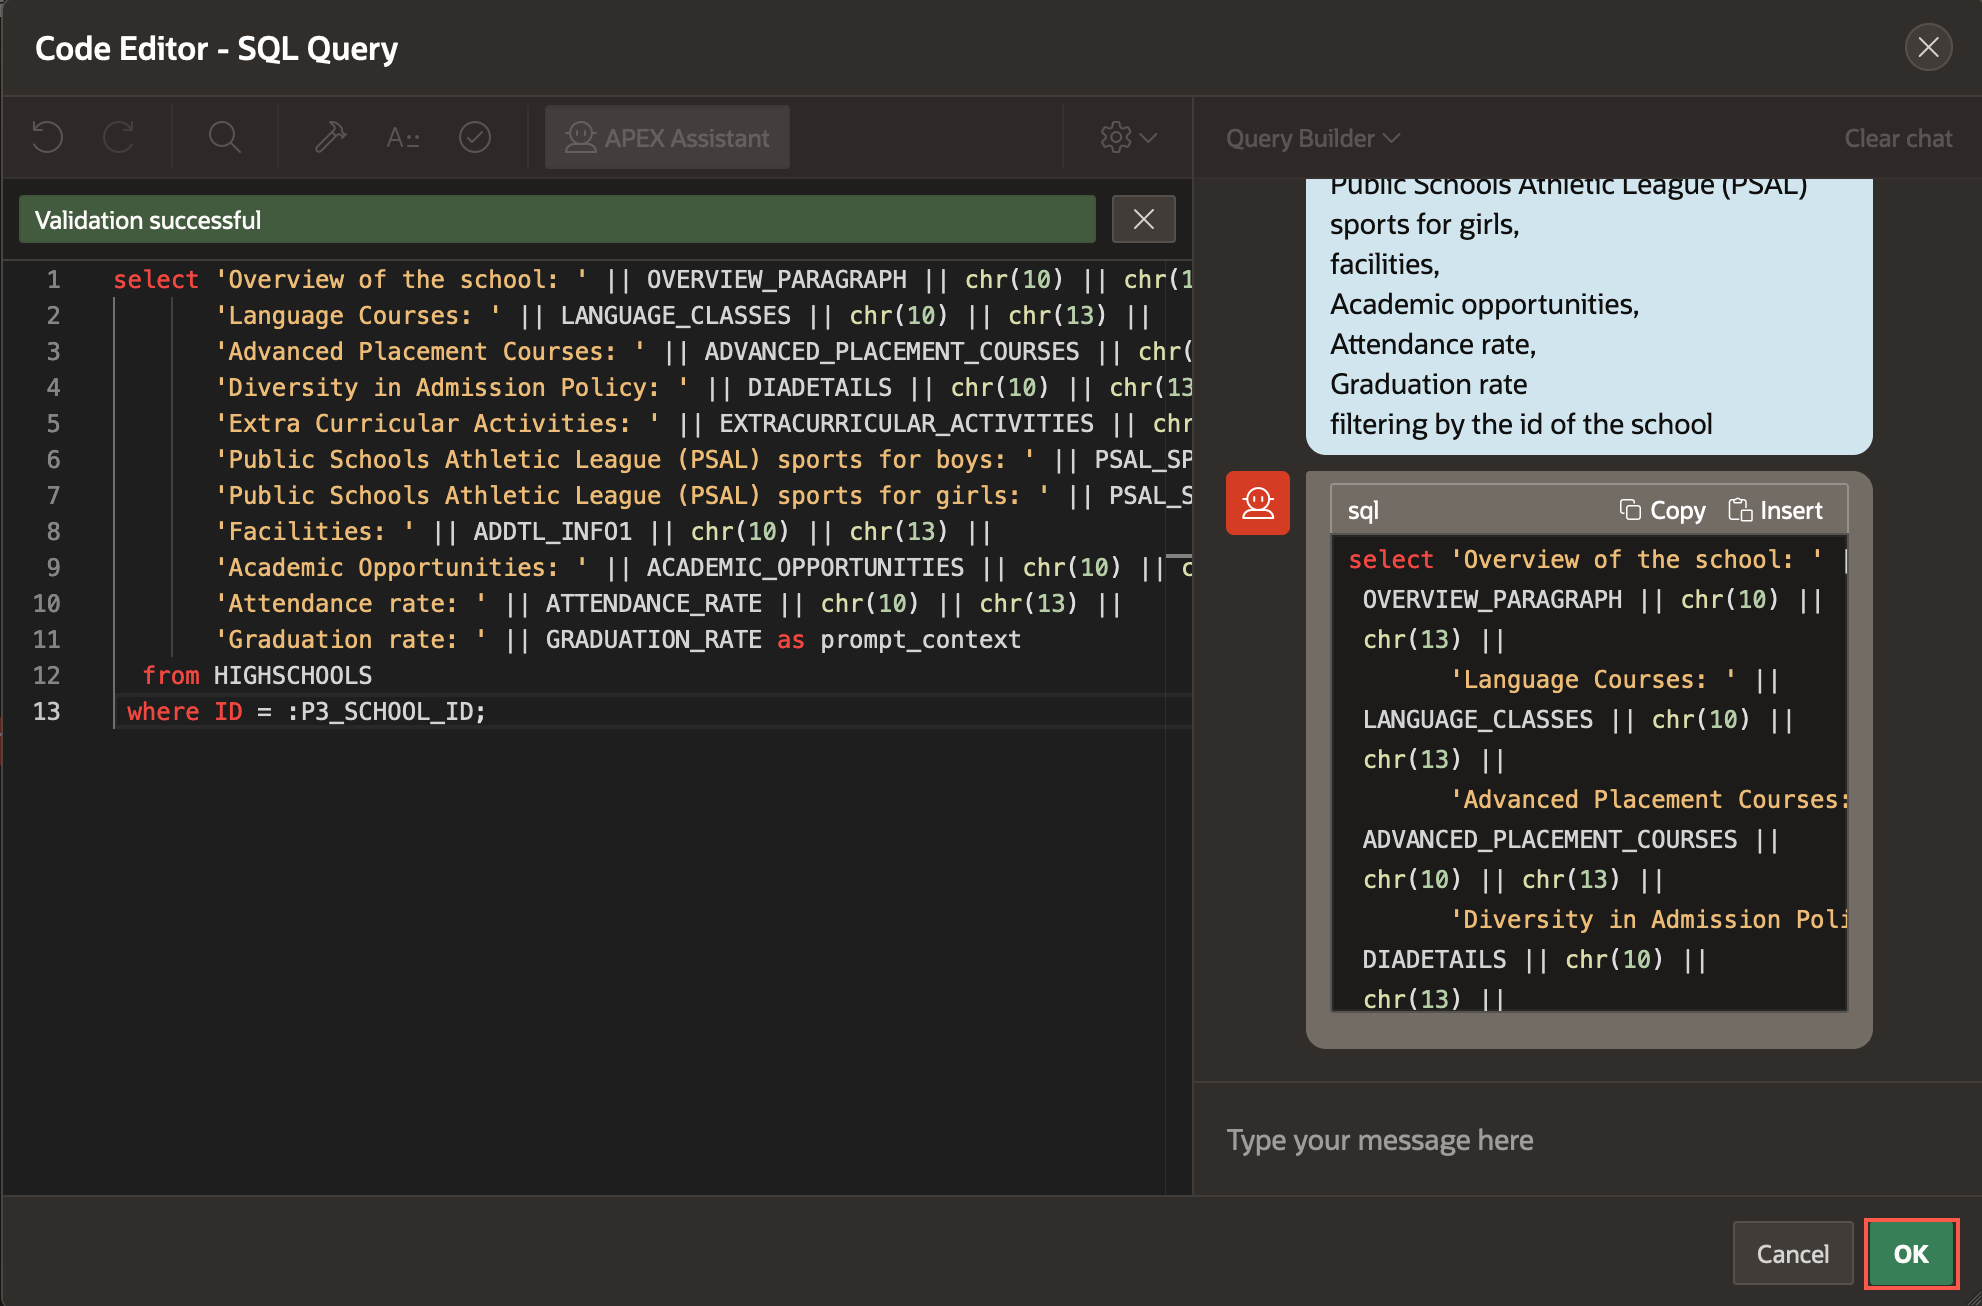 Code Editor - SQL Query
APEX Assistant
Query Builder
Clear chat
Validation successful
1 select 'Overview of the school: ' || OVERVIEW_PARAGRAPH || chr(10) || chr(1
2 'Language Courses: ' || LANGUAGE_CLASSES || chr(10) || chr(13) ||
3 'Advanced Placement Courses: ' || ADVANCED_PLACEMENT_COURSES || chr(
4 'Diversity in Admission Policy: ' || DIADETAILS || chr(10) || chr(13
5 'Extra Curricular Activities: ' || EXTRACURRICULAR_ACTIVITIES || chr
6 'Public Schools Athletic League (PSAL) sports for boys: ' || PSAL_SP
7 'Public Schools Athletic League (PSAL) sports for girls: ' || PSAL_S
8 'Facilities: ' || ADDTL_INFO1 || chr(10) || chr(13) ||
9 'Academic Opportunities: ' || ACADEMIC_OPPORTUNITIES || chr(10) || c
10 'Attendance rate: ' || ATTENDANCE_RATE || chr(10) || chr(13) ||
11 'Graduation rate: ' || GRADUATION_RATE as prompt_context
12 from HIGHSCHOOLS
13 where ID = :P3_SCHOOL_ID;
Public Schools Athletic League (PSAL)
sports for girls,
facilities,
Academic opportunities,
Attendance rate,
Graduation rate
filtering by the id of the school
sql Copy Insert
select 'Overview of the school: ' |
OVERVIEW_PARAGRAPH || chr(10) ||
chr(13) ||
'Language Courses: ' ||
LANGUAGE_CLASSES || chr(10) ||
chr(13) ||
'Advanced Placement Courses:
ADVANCED_PLACEMENT_COURSES ||
chr(10) || chr(13) ||
'Diversity in Admission Poli
DIADETAILS || chr(10) ||
chr(13) ||
Type your message here
Cancel
OK